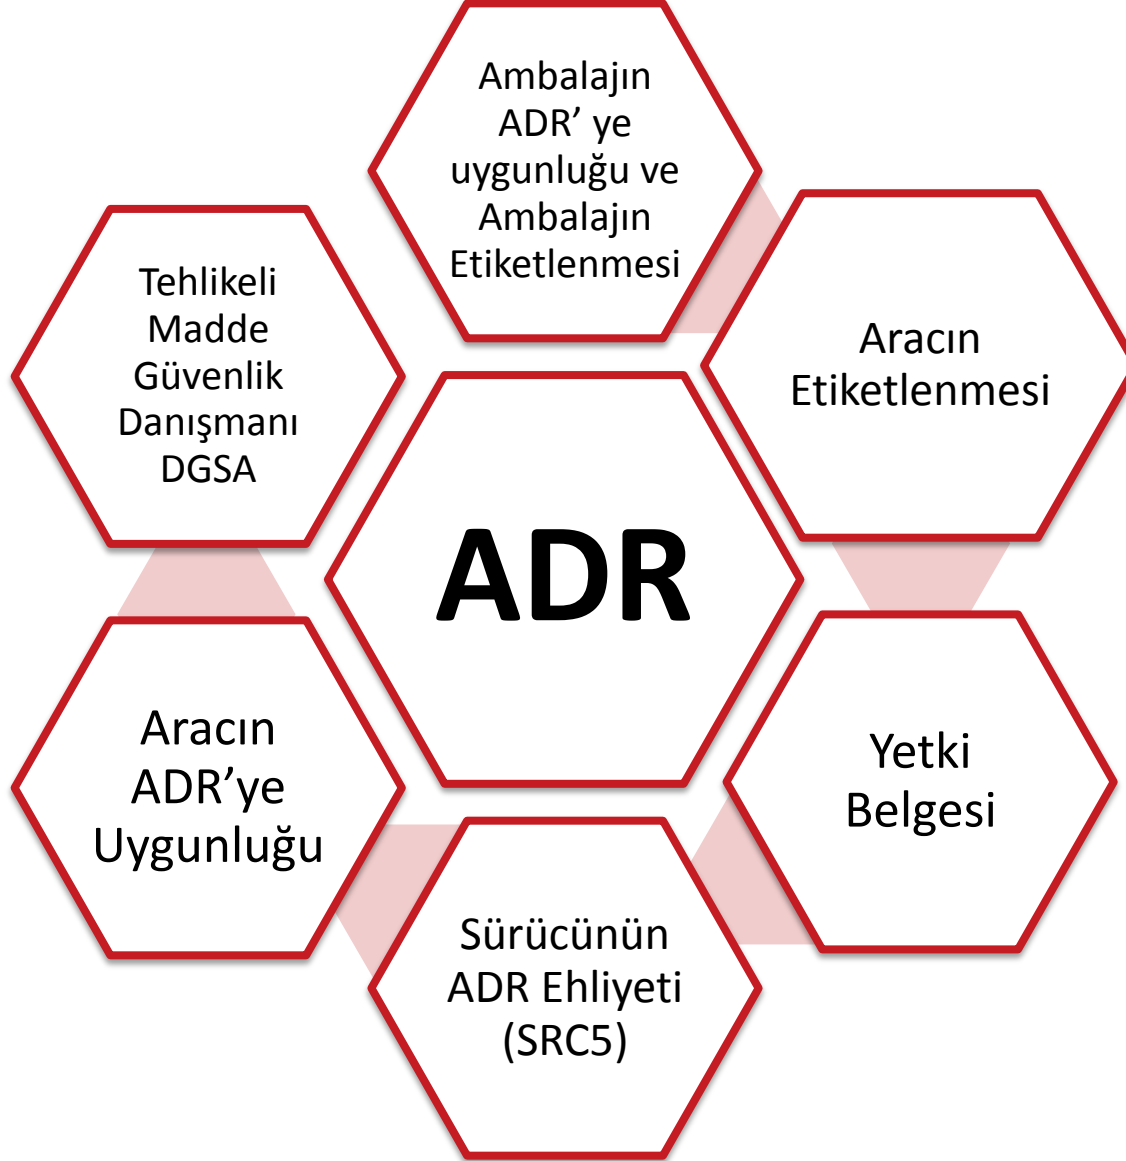 Ambalajın
ADR’ ye
uygunluğu ve
Ambalajın
Etiketlenmesi
Aracın
Etiketlenmesi
Yetki
Belgesi
Sürücünün
ADR Ehliyeti
(SRC5)
Aracın
ADR’ye
Uygunluğu
Tehlikeli
Madde
Güvenlik
Danışmanı
DGSA
ADR